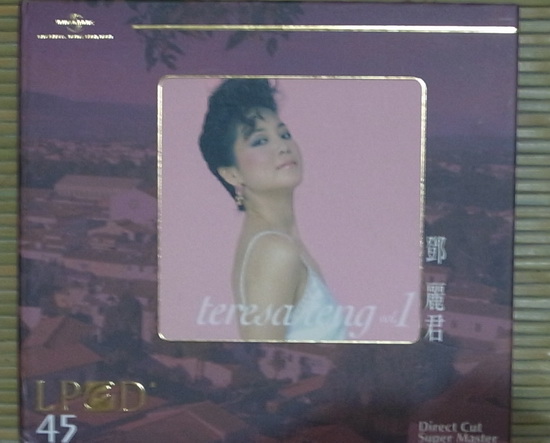 teresa teng vol.1
鄧麗君
LPCD
45
Direct Cut
Super Master